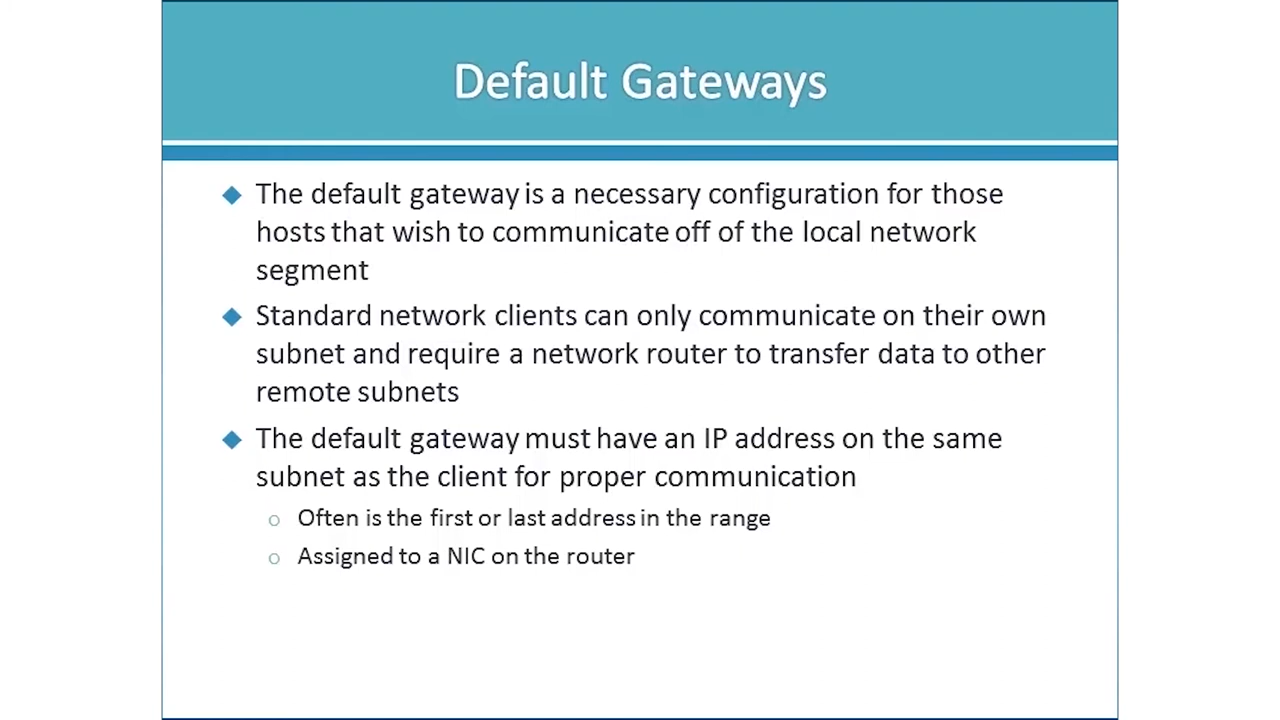 Default Gateways
The default gateway is a necessary configuration for those
hosts that wish to communicate off of the local network
segment
Standard network clients can only communicate on their own
subnet and require a network router to transfer data to other
remote subnets
The default gateway must have an IP address on the same
subnet as the client for proper communication
Often is the first or last address in the range
Assigned to a NIC on the router